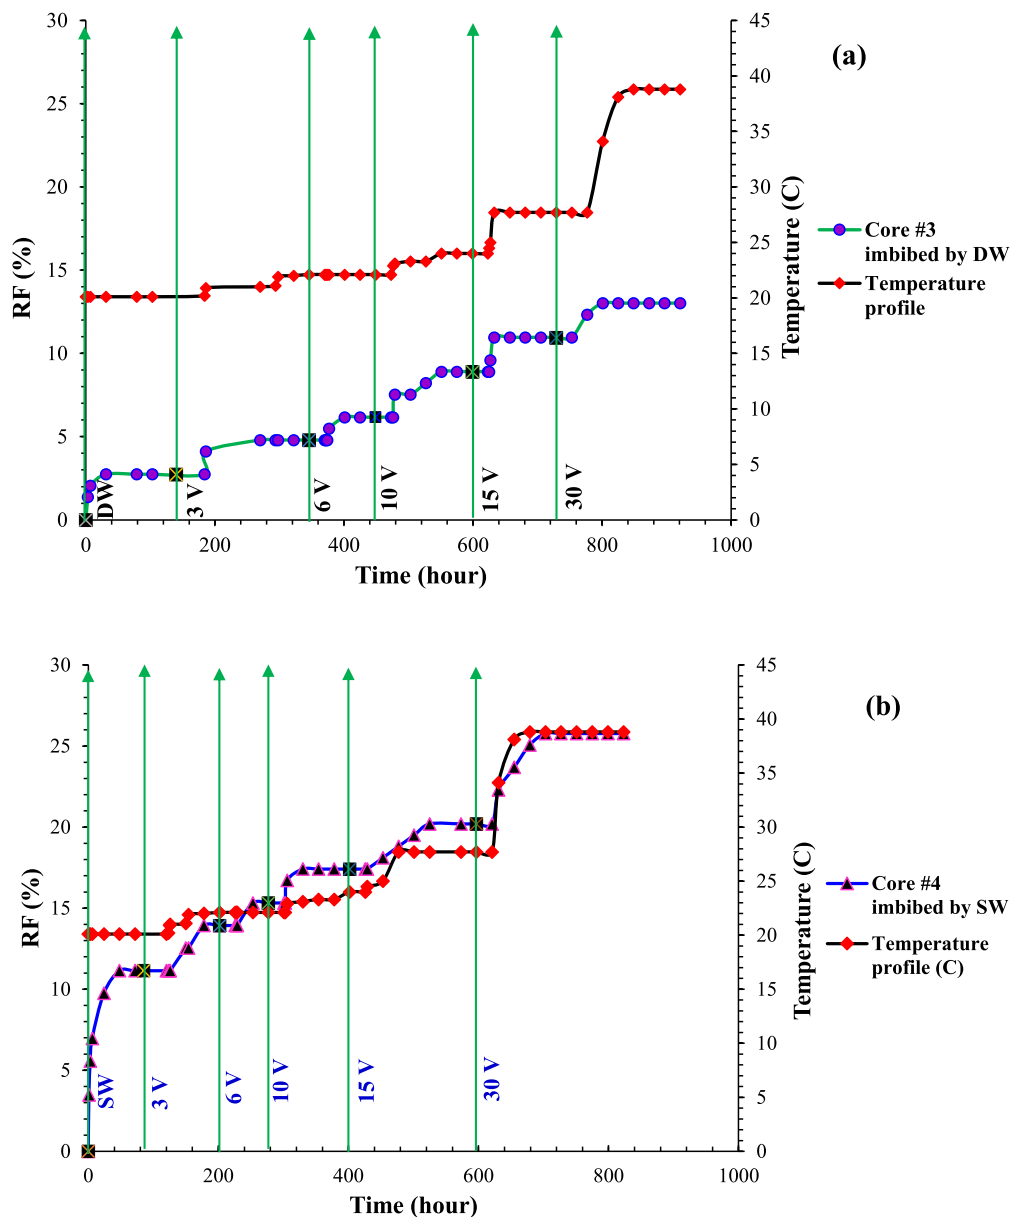 (a)
30
25
20
15
10
5
0
RF (%)
45
40
35
30
25
20
15
10
5
0
Temperature (C)
DW
3 V
6 V
10 V
15 V
30 V
0
200
400
600
800
1000
Time (hour)
Core #3
imbibed by DW
Temperature
profile
(b)
30
25
20
15
10
5
0
RF (%)
45
40
35
30
25
20
15
10
5
0
Temperature (C)
SW
3 V
6 V
10 V
15 V
30 V
0
200
400
600
800
1000
Time (hour)
Core #4
imbibed by SW
Temperature
profile (C)